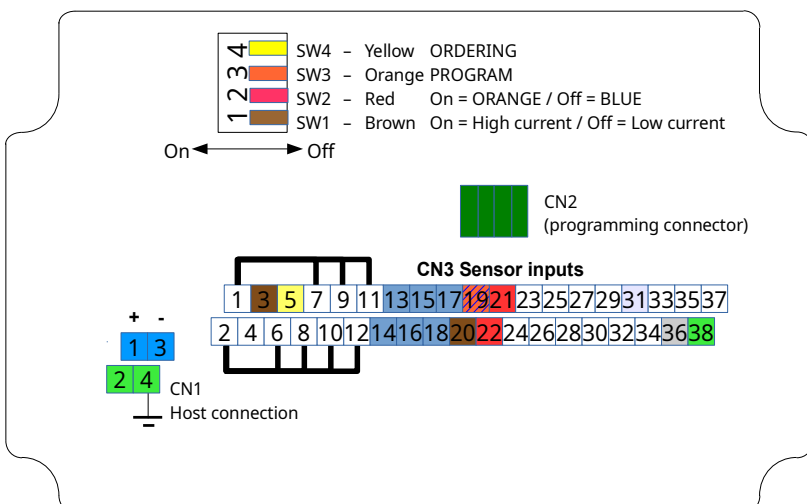 4 SW4 – Yellow ORDERING
3 SW3 – Orange PROGRAM
2 SW2 – Red On = ORANGE / Off = BLUE
1 SW1 – Brown On = High current / Off = Low current
On Off
CN2
(programming connector)
CN3 Sensor inputs
1 3 5 7 9 11 13 15 17 19 21 23 25 27 29 31 33 35 37
2 4 6 8 10 12 14 16 18 20 22 24 26 28 30 32 34 36 38
+ -
1 3
2 4
CN1
Host connection